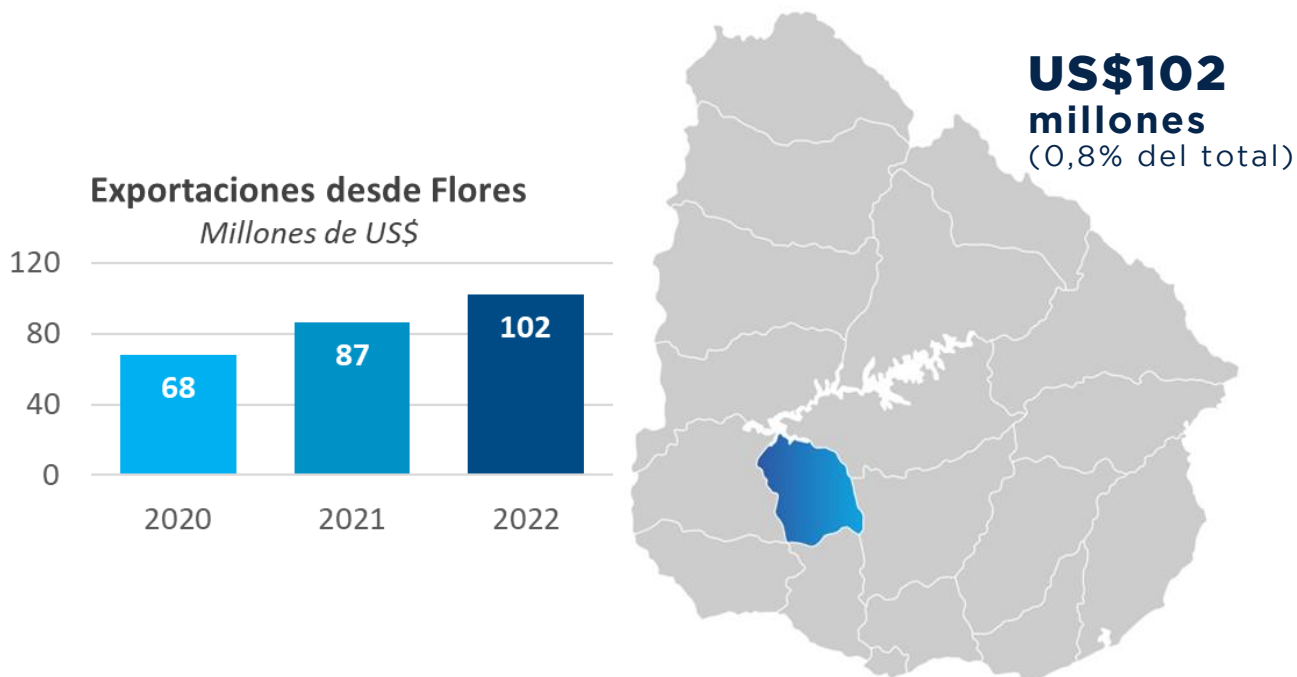 US$102
millones
(0,8% del total)
Exportaciones desde Flores
Millones de US$
120
80
40
0
68
87
102
2020
2021
2022